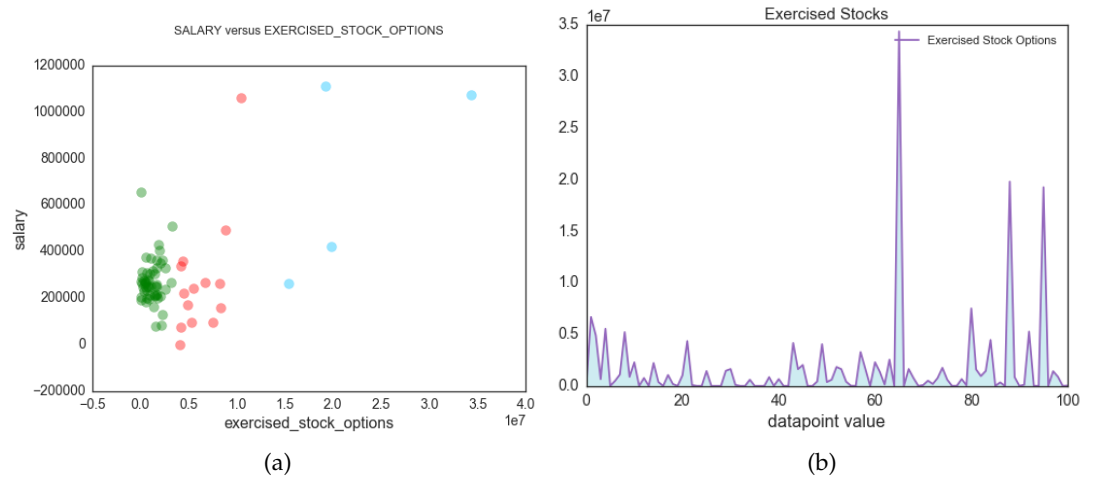 SALARY versus EXERCISED_STOCK_OPTIONS
1200000
1000000
800000
600000
400000
200000
0
−200000
salary
−0.5 0.0 0.5 1.0 1.5 2.0 2.5 3.0 3.5 4.0
1e7
exercised_stock_options
(a)
Exercised Stocks
1e7
Exercised Stock Options
3.5
3.0
2.5
2.0
1.5
1.0
0.5
0.0
0 20 40 60 80 100
datapoint value
(b)